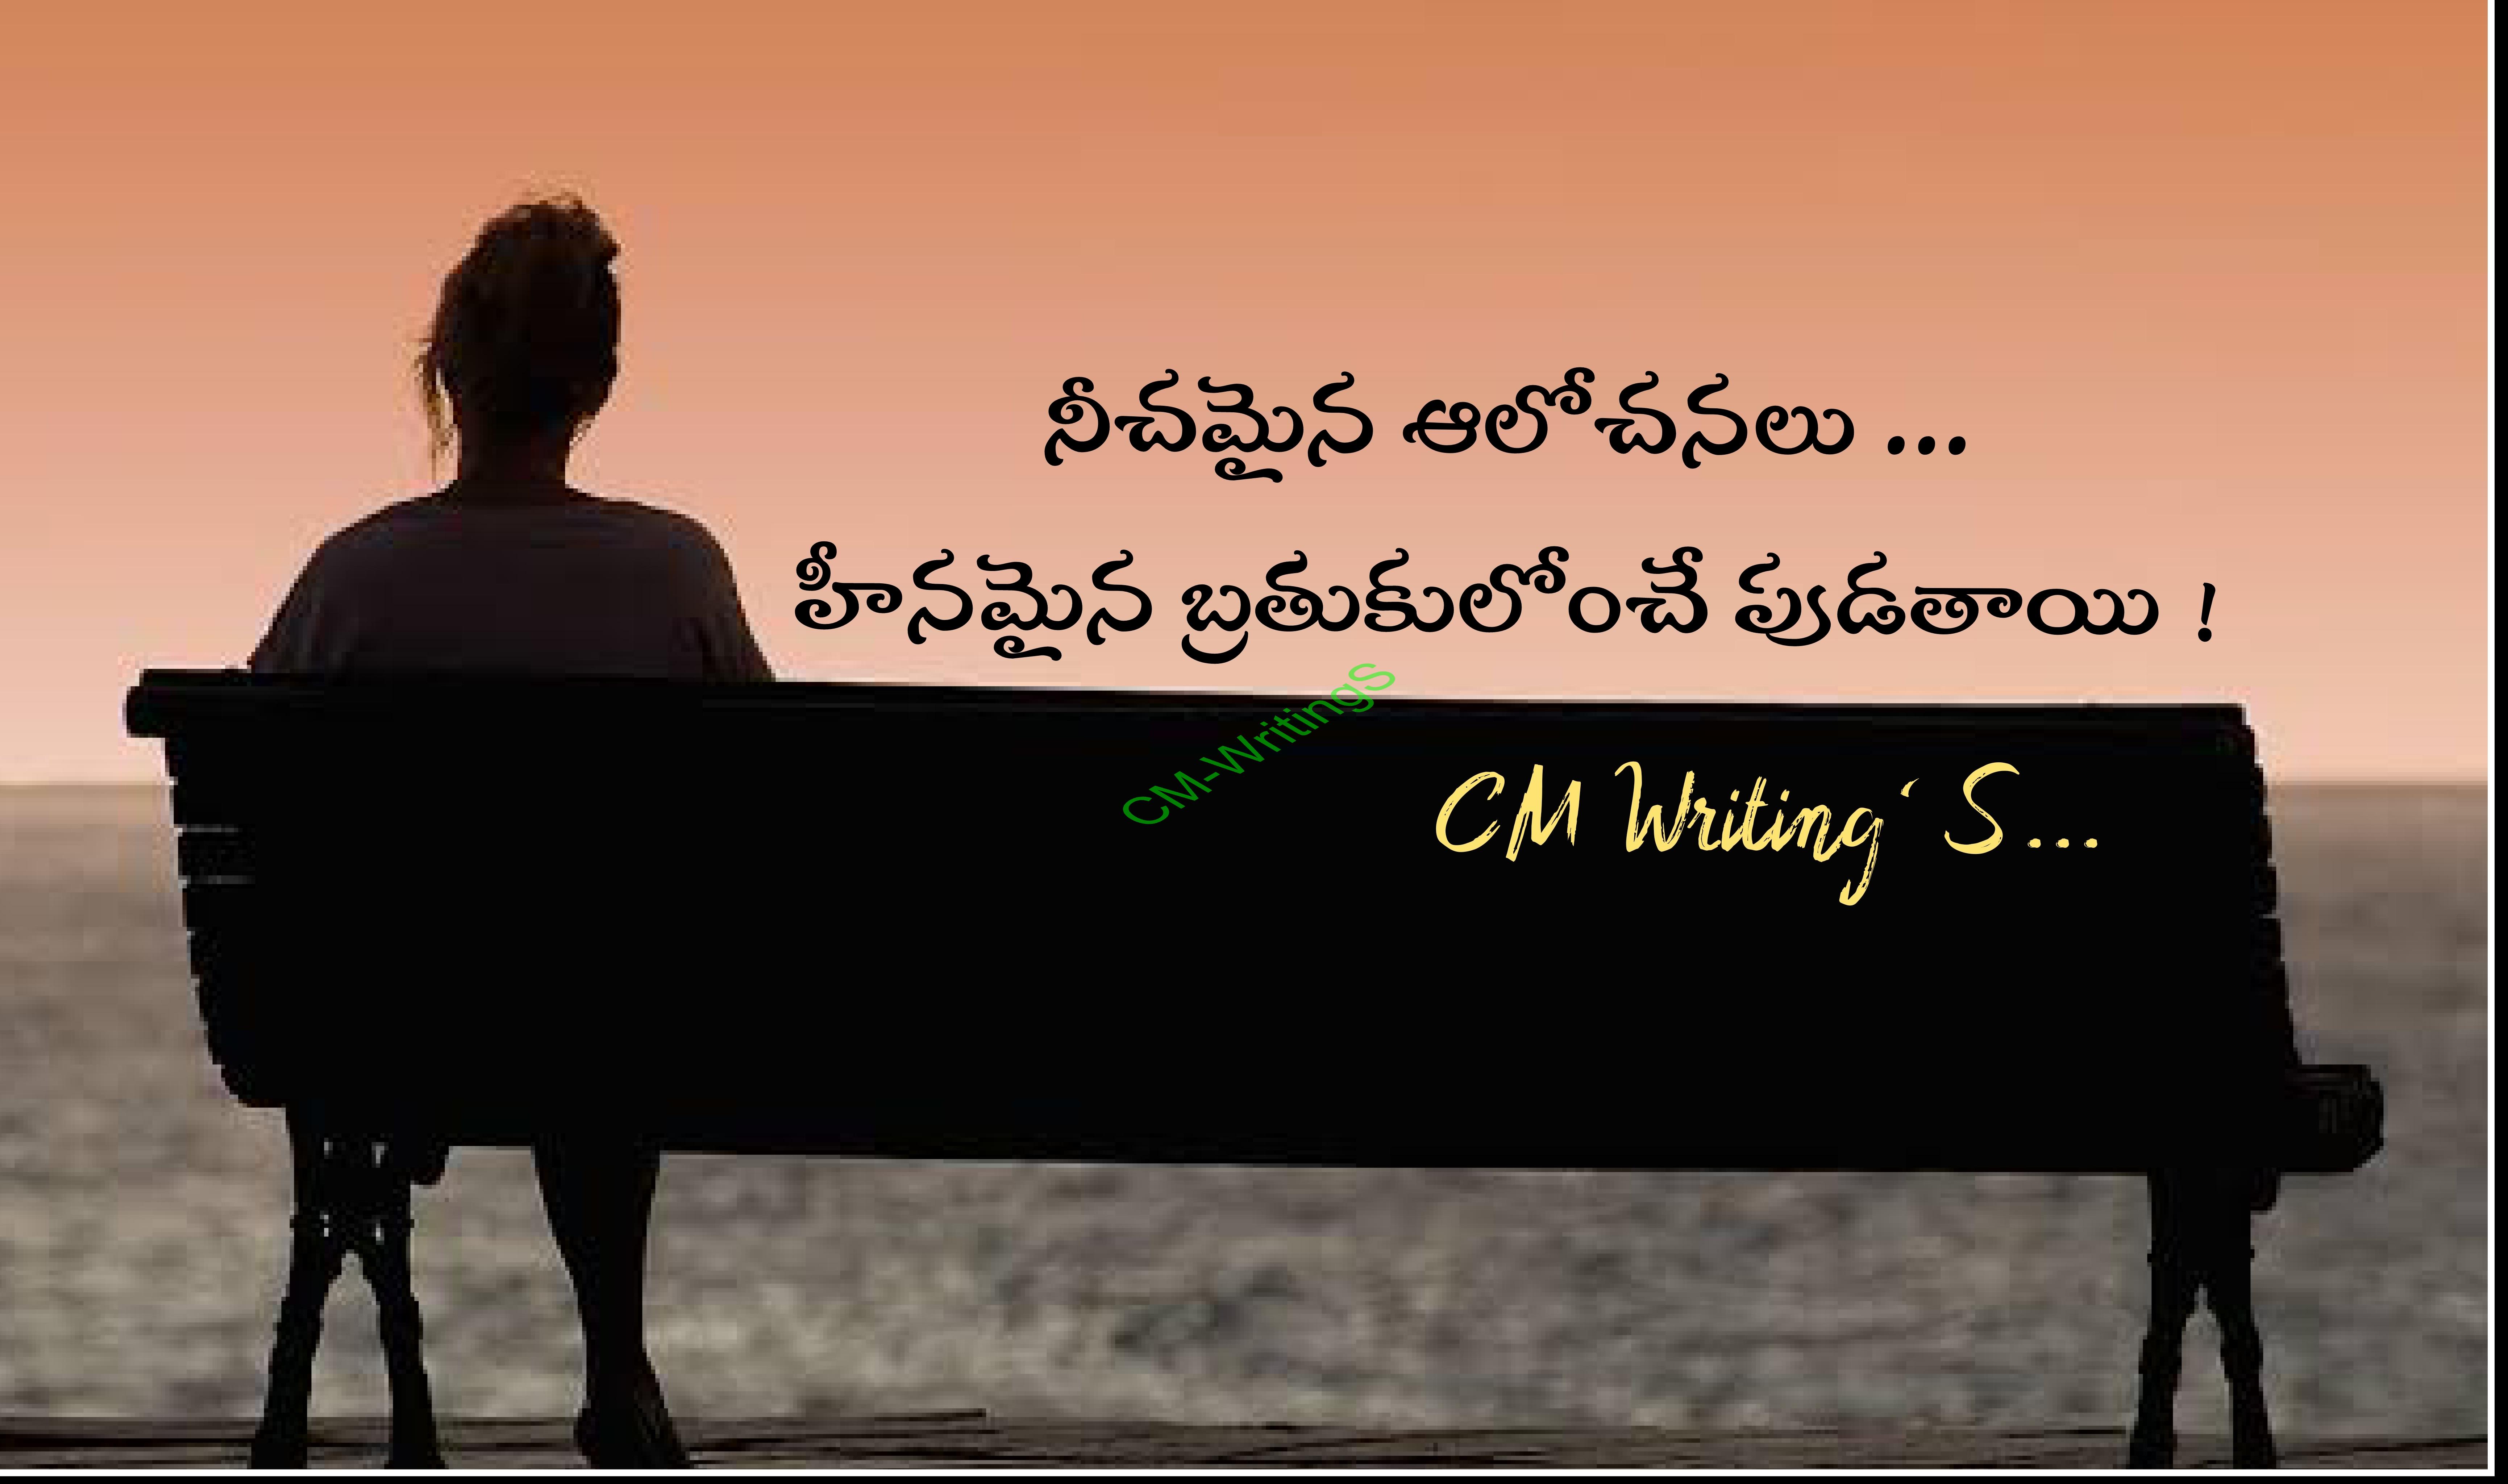 నీచమైన ఆలోచనలు ...
హీనమైన బ్రతుకులోంచే పుడతాయి !
CM-WritingS
CM Writing‘ S...